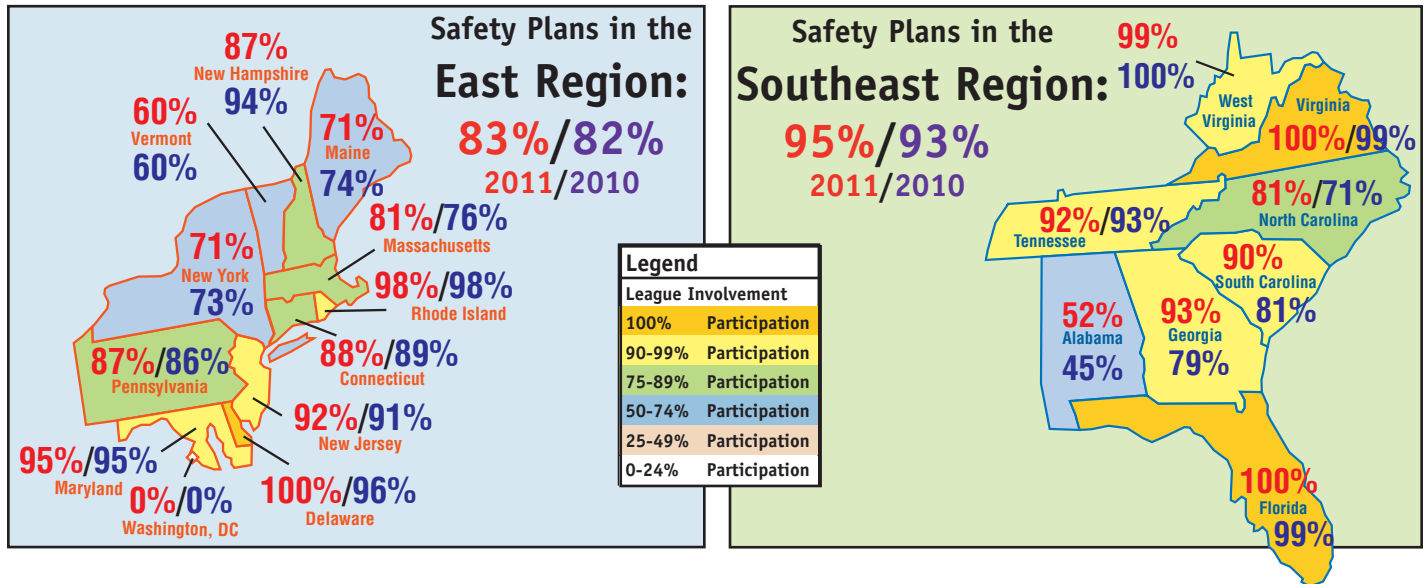 Safety Plans in the
East Region:
83%/82%
2011/2010
87%
New Hampshire
94%
60%
Vermont
60%
71%
Maine
74%
81%/76%
Massachusetts
71%
New York
73%
98%/98%
Rhode Island
88%/89%
Connecticut
87%/86%
Pennsylvania
92%/91%
New Jersey
95%/95%
Maryland
0%/0%
Washington, DC
100%/96%
Delaware
Legend
League Involvement
100% Participation
90-99% Participation
75-89% Participation
50-74% Participation
25-49% Participation
0-24% Participation
Safety Plans in the
Southeast Region:
95%/93%
2011/2010
99%
100%
West
Virginia
Virginia
100%/99%
81%/71%
North Carolina
92%/93%
Tennessee
90%
South Carolina
81%
52%
Alabama
45%
93%
Georgia
79%
100%
Florida
99%